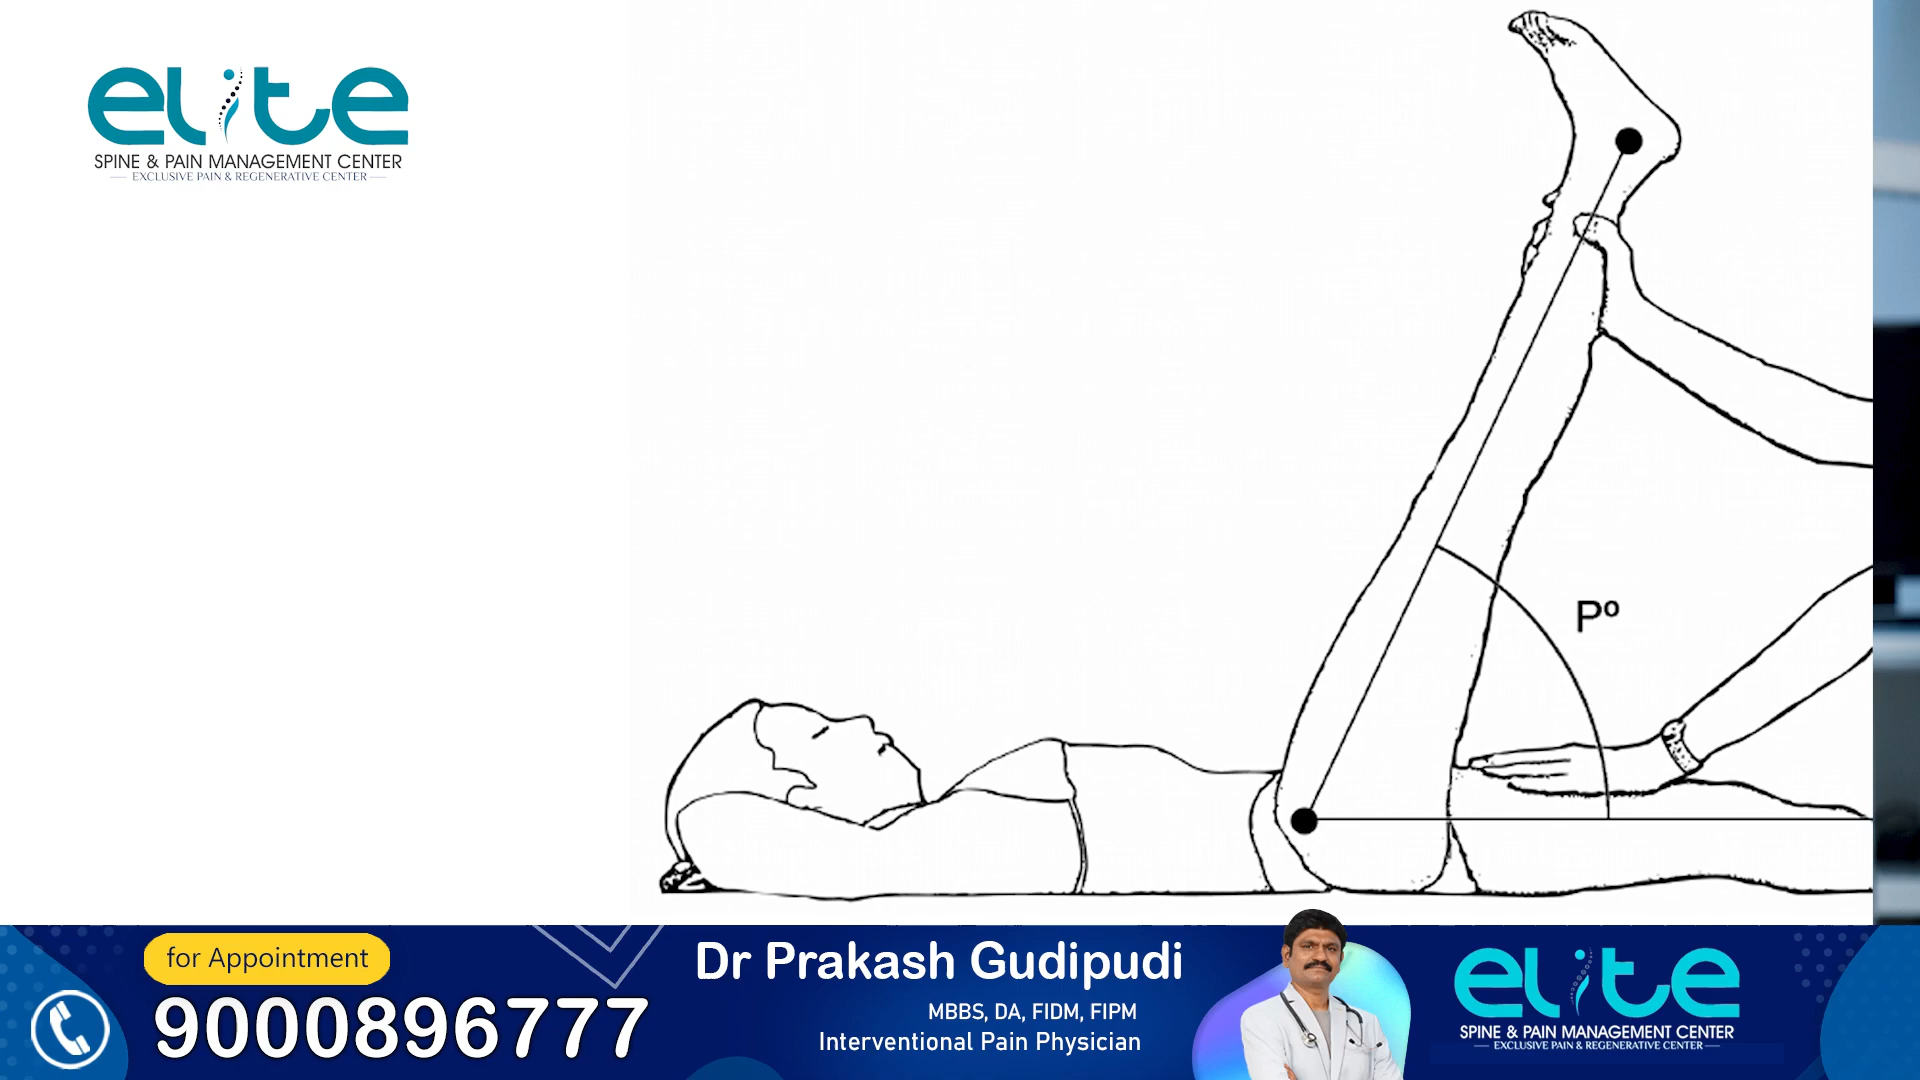 elite
SPINE & PAIN MANAGEMENT CENTER
EXCLUSIVE PAIN & REGENERATIVE CENTER
Pº
for Appointment
9000896777
Dr Prakash Gudipudi
MBBS, DA, FIDM, FIPM
Interventional Pain Physician
elite
SPINE & PAIN MANAGEMENT CENTER
EXCLUSIVE PAIN & REGENERATIVE CENTER